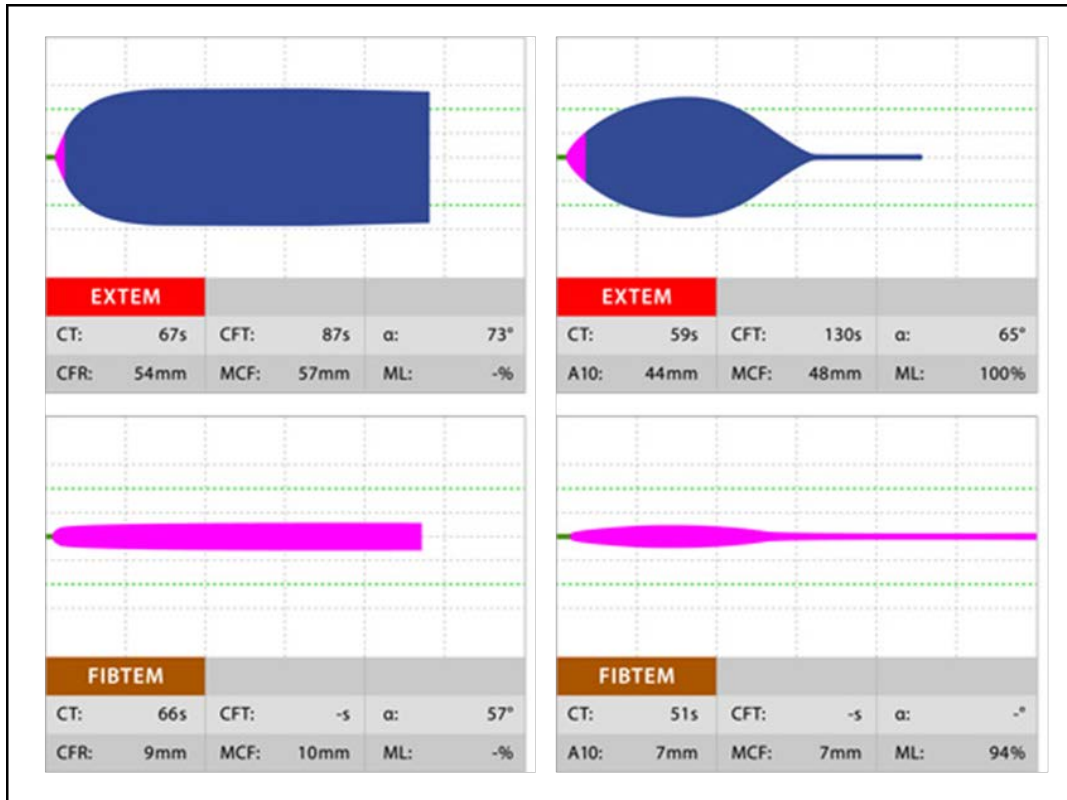 EXTEM
CT: 67s CFT: 87s α: 73°
CFR: 54mm MCF: 57mm ML: -%
EXTEM
CT: 59s CFT: 130s α: 65°
A10: 44mm MCF: 48mm ML: 100%
FIBTEM
CT: 66s CFT: -s α: 57°
CFR: 9mm MCF: 10mm ML: -%
FIBTEM
CT: 51s CFT: -s α: -°
A10: 7mm MCF: 7mm ML: 94%